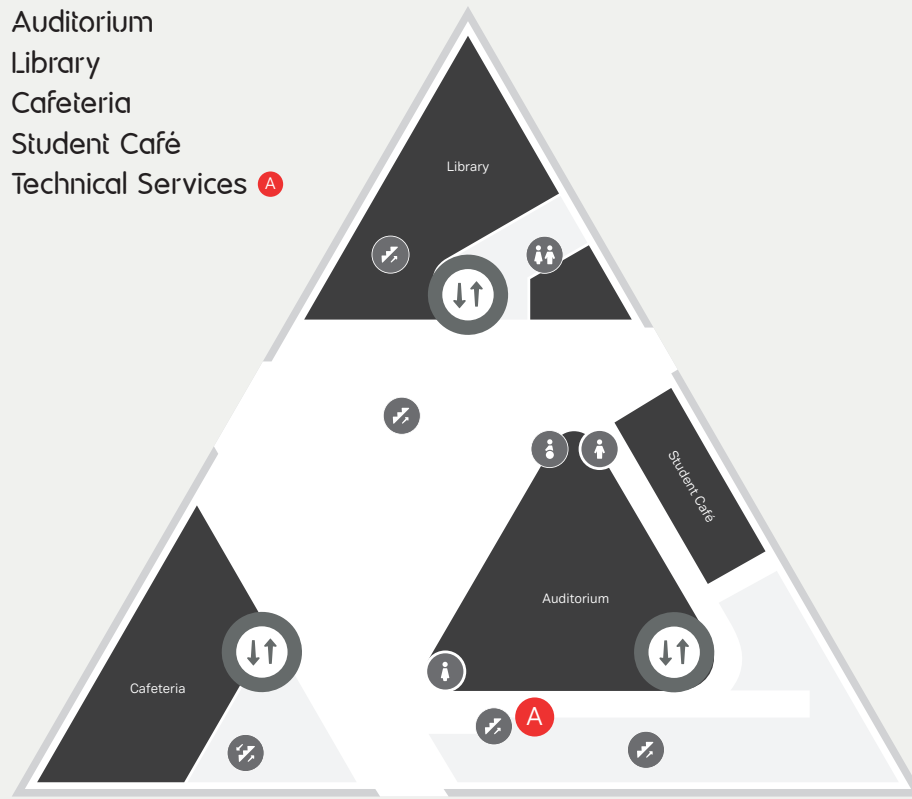 Auditorium
Library
Cafeteria
Student Café
Technical Services A
Library
Student Café
Auditorium
Cafeteria
A